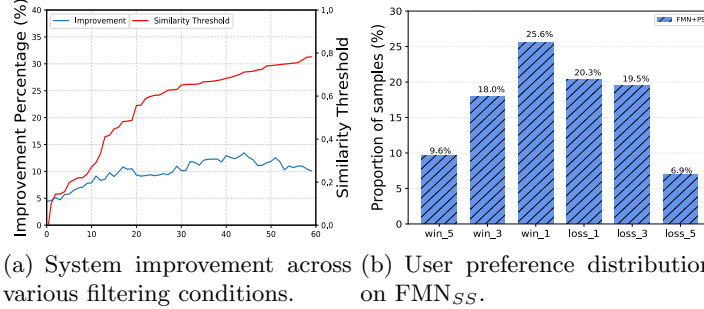 Improvement Percentage (%)
40
35
30
25
20
15
10
5
0
Improvement
Similarity Threshold
0 10 20 30 40 50 60
1,0
0,8
0,6
0,4
0,2
0,0
Similarity Threshold
Proportion of samples (%)
30
25
20
15
10
5
0
FMN+PS
9.6%
18.0%
25.6%
20.3%
19.5%
6.9%
win_5 win_3 win_1 loss_1 loss_3 loss_5
(a) System improvement across
various filtering conditions.
(b) User preference distribution
on FMN$_{SS}$.